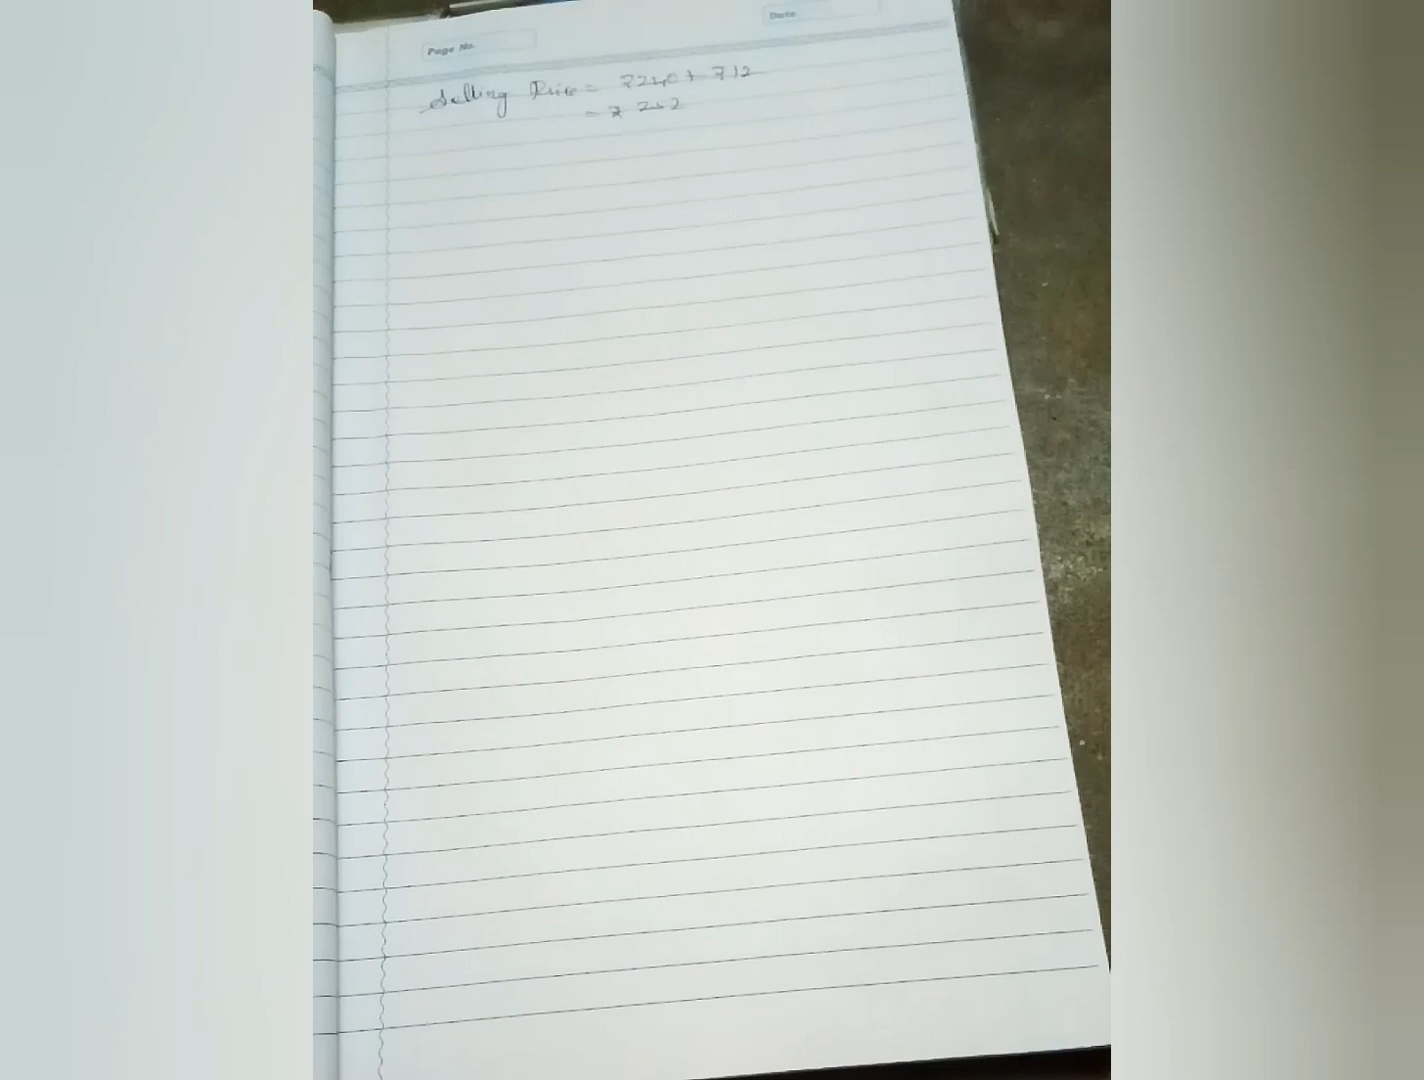 Page No.
Date
Selling Price = ₹240 + ₹12
= ₹ 252